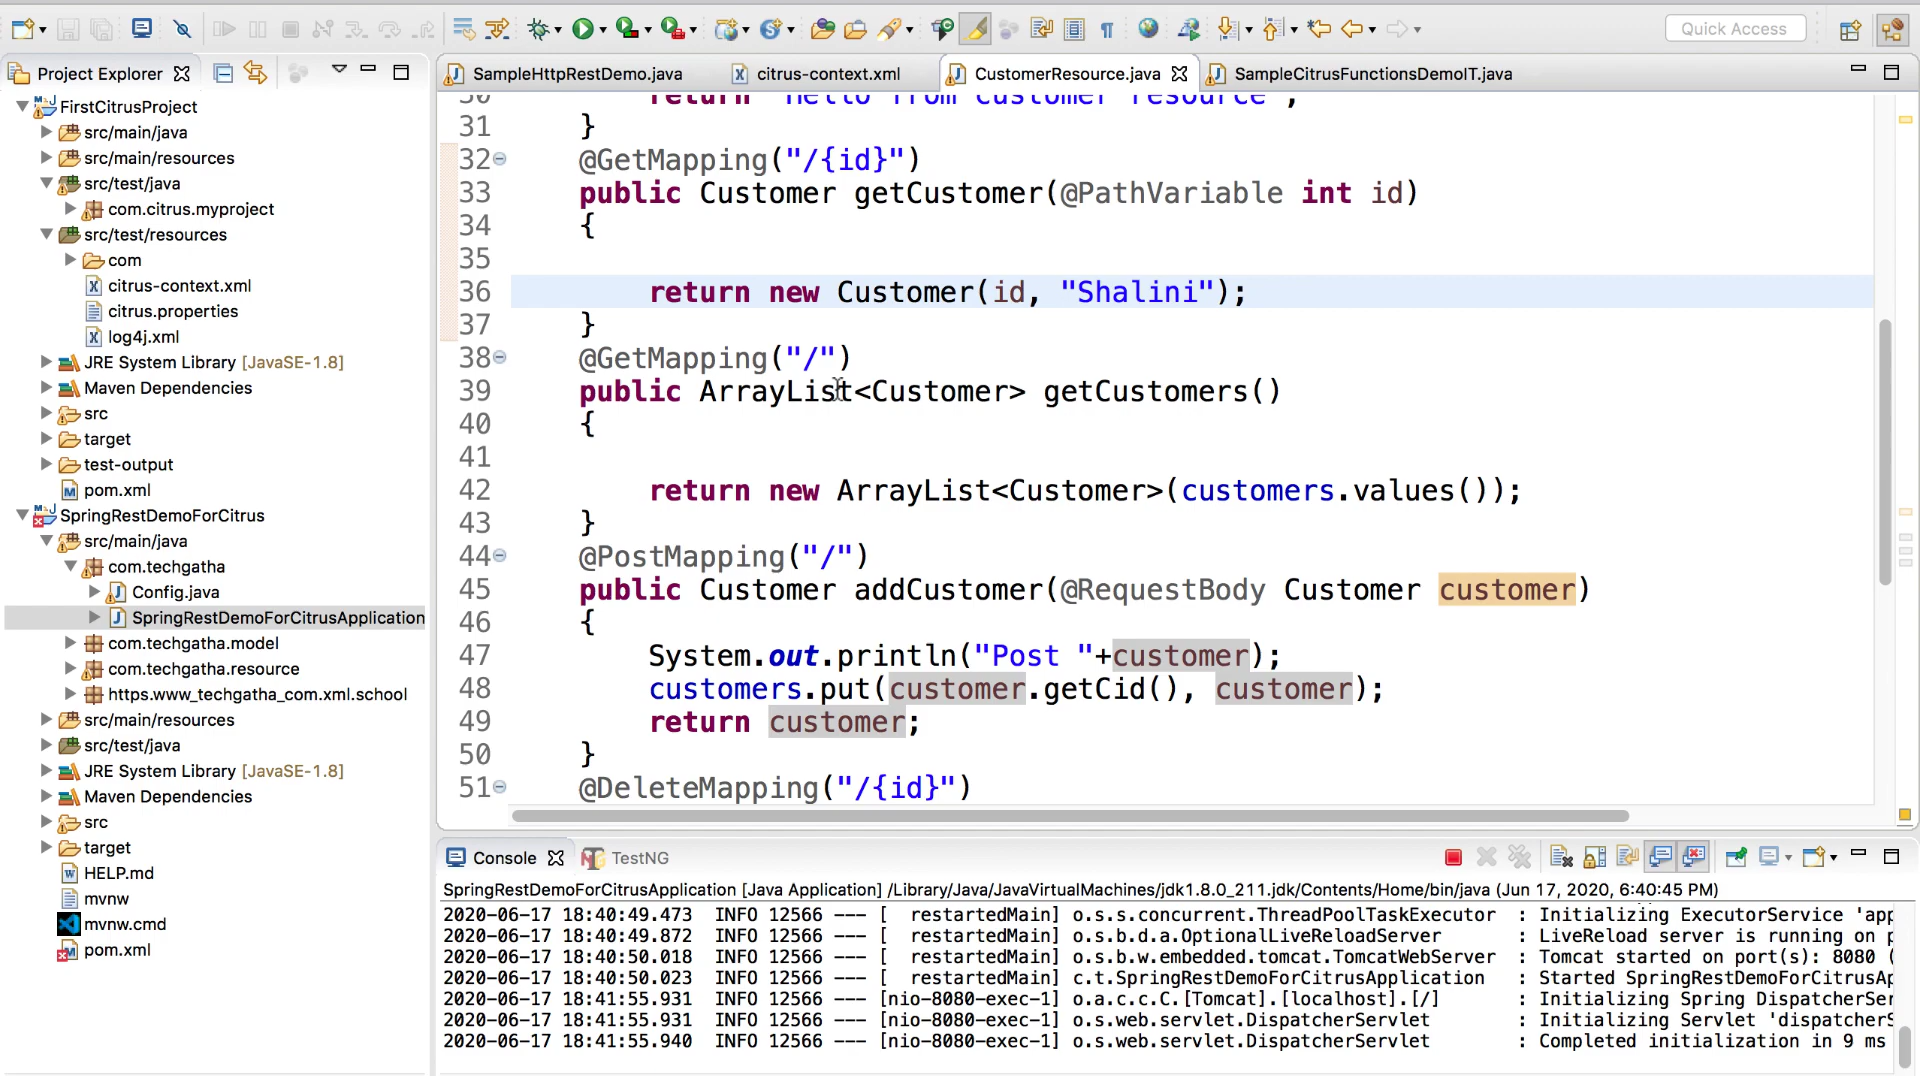 Quick Access
Project Explorer
SampleHttpRestDemo.java
citrus-context.xml
CustomerResource.java
SampleCitrusFunctionsDemoIT.java
FirstCitrusProject
src/main/java
src/main/resources
src/test/java
com.citrus.myproject
src/test/resources
com
citrus-context.xml
citrus.properties
log4j.xml
JRE System Library [JavaSE-1.8]
Maven Dependencies
src
target
test-output
pom.xml
SpringRestDemoForCitrus
src/main/java
com.techgatha
Config.java
SpringRestDemoForCitrusApplication
com.techgatha.model
com.techgatha.resource
https.www_techgatha_com.xml.school
src/main/resources
src/test/java
JRE System Library [JavaSE-1.8]
Maven Dependencies
src
target
HELP.md
mvnw
mvnw.cmd
pom.xml
30 return "Hello from customer resource";
31 }
32 @GetMapping("/{id}")
33 public Customer getCustomer(@PathVariable int id)
34 {
35
36 return new Customer(id, "Shalini");
37 }
38 @GetMapping("/")
39 public ArrayList<Customer> getCustomers()
40 {
41
42 return new ArrayList<Customer>(customers.values());
43 }
44 @PostMapping("/")
45 public Customer addCustomer(@RequestBody Customer customer)
46 {
47 System.out.println("Post "+customer);
48 customers.put(customer.getCid(), customer);
49 return customer;
50 }
51 @DeleteMapping("/{id}")
Console
TestNG
SpringRestDemoForCitrusApplication [Java Application] /Library/Java/JavaVirtualMachines/jdk1.8.0_211.jdk/Contents/Home/bin/java (Jun 17, 2020, 6:40:45 PM)
2020-06-17 18:40:49.473 INFO 12566 --- [ restartedMain] o.s.s.concurrent.ThreadPoolTaskExecutor : Initializing ExecutorService 'app
2020-06-17 18:40:49.872 INFO 12566 --- [ restartedMain] o.s.b.d.a.OptionalLiveReloadServer : LiveReload server is running on p
2020-06-17 18:40:50.018 INFO 12566 --- [ restartedMain] o.s.b.w.embedded.tomcat.TomcatWebServer : Tomcat started on port(s): 8080 (
2020-06-17 18:40:50.023 INFO 12566 --- [ restartedMain] c.t.SpringRestDemoForCitrusApplication : Started SpringRestDemoForCitrusAp
2020-06-17 18:41:55.931 INFO 12566 --- [nio-8080-exec-1] o.a.c.c.C.[Tomcat].[localhost].[/] : Initializing Spring DispatcherSer
2020-06-17 18:41:55.931 INFO 12566 --- [nio-8080-exec-1] o.s.web.servlet.DispatcherServlet : Initializing Servlet 'dispatcherS
2020-06-17 18:41:55.940 INFO 12566 --- [nio-8080-exec-1] o.s.web.servlet.DispatcherServlet : Completed initialization in 9 ms